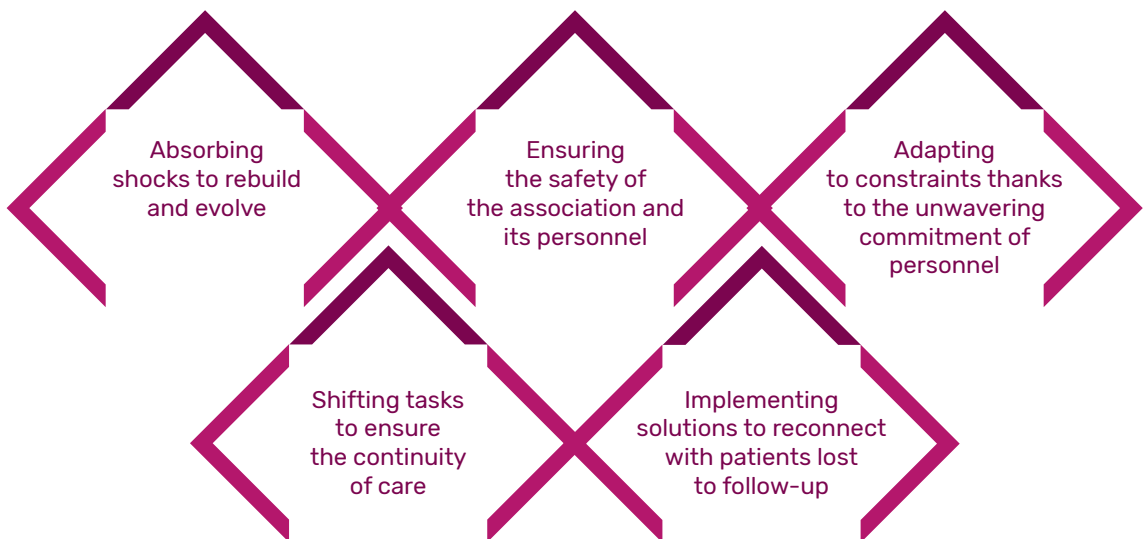 Absorbing
shocks to rebuild
and evolve
Ensuring
the safety of
the association and
its personnel
Adapting
to constraints thanks
to the unwavering
commitment of
personnel
Shifting tasks
to ensure
the continuity
of care
Implementing
solutions to reconnect
with patients lost
to follow-up